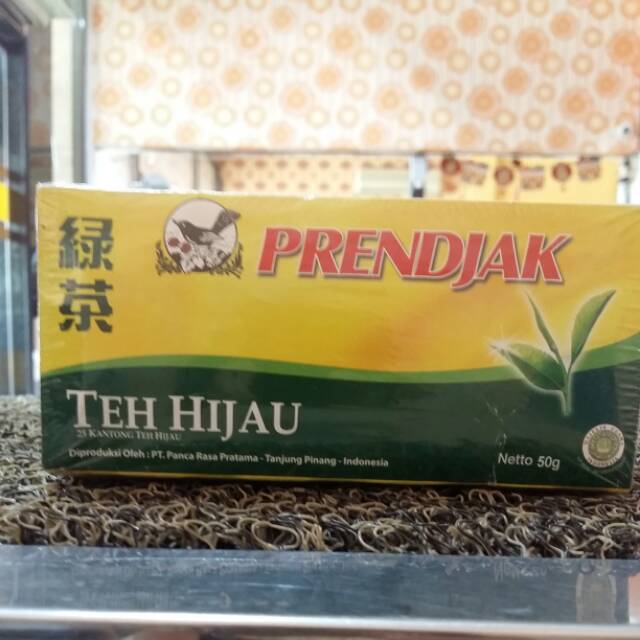 緑茶
PRENDJAK
TEH HIJAU
25 KANTONG TEH HIJAU
Diproduksi Oleh : PT. Panca Rasa Pratama - Tanjung Pinang - Indonesia
Netto 50g